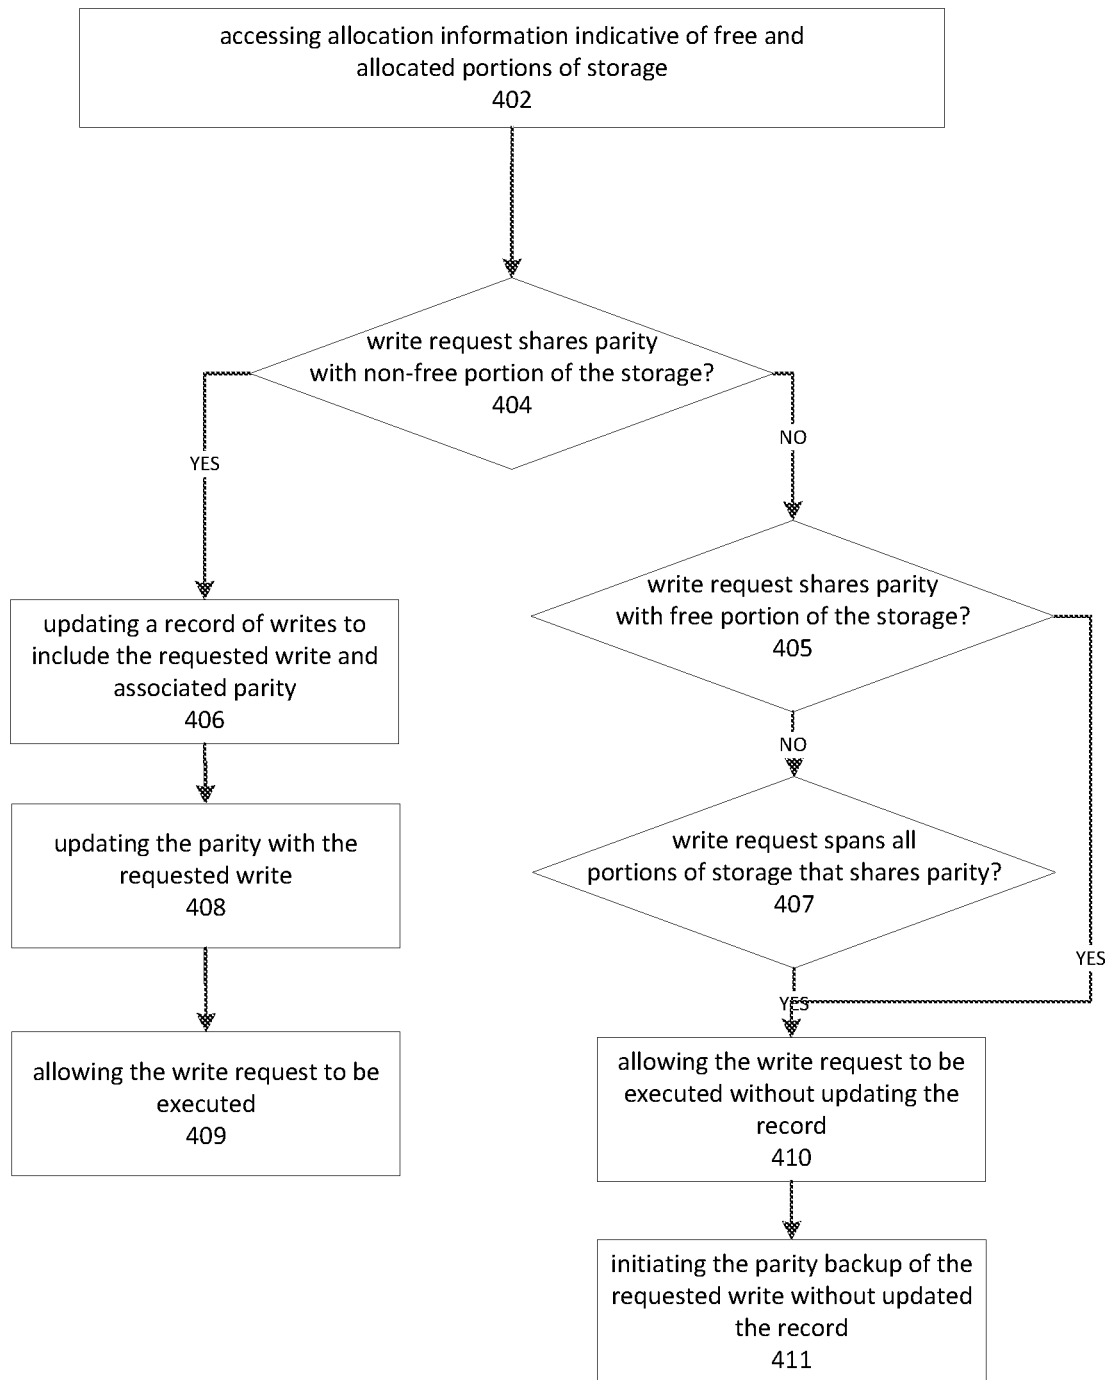 accessing allocation information indicative of free and
allocated portions of storage
402
write request shares parity
with non-free portion of the storage?
404
NO
YES
write request shares parity
with free portion of the storage?
405
updating a record of writes to
include the requested write and
associated parity
406
NO
updating the parity with the
requested write
408
write request spans all
portions of storage that shares parity?
407
YES
YES
allowing the write request to be
executed
409
allowing the write request to be
executed without updating the
record
410
initiating the parity backup of the
requested write without updated
the record
411